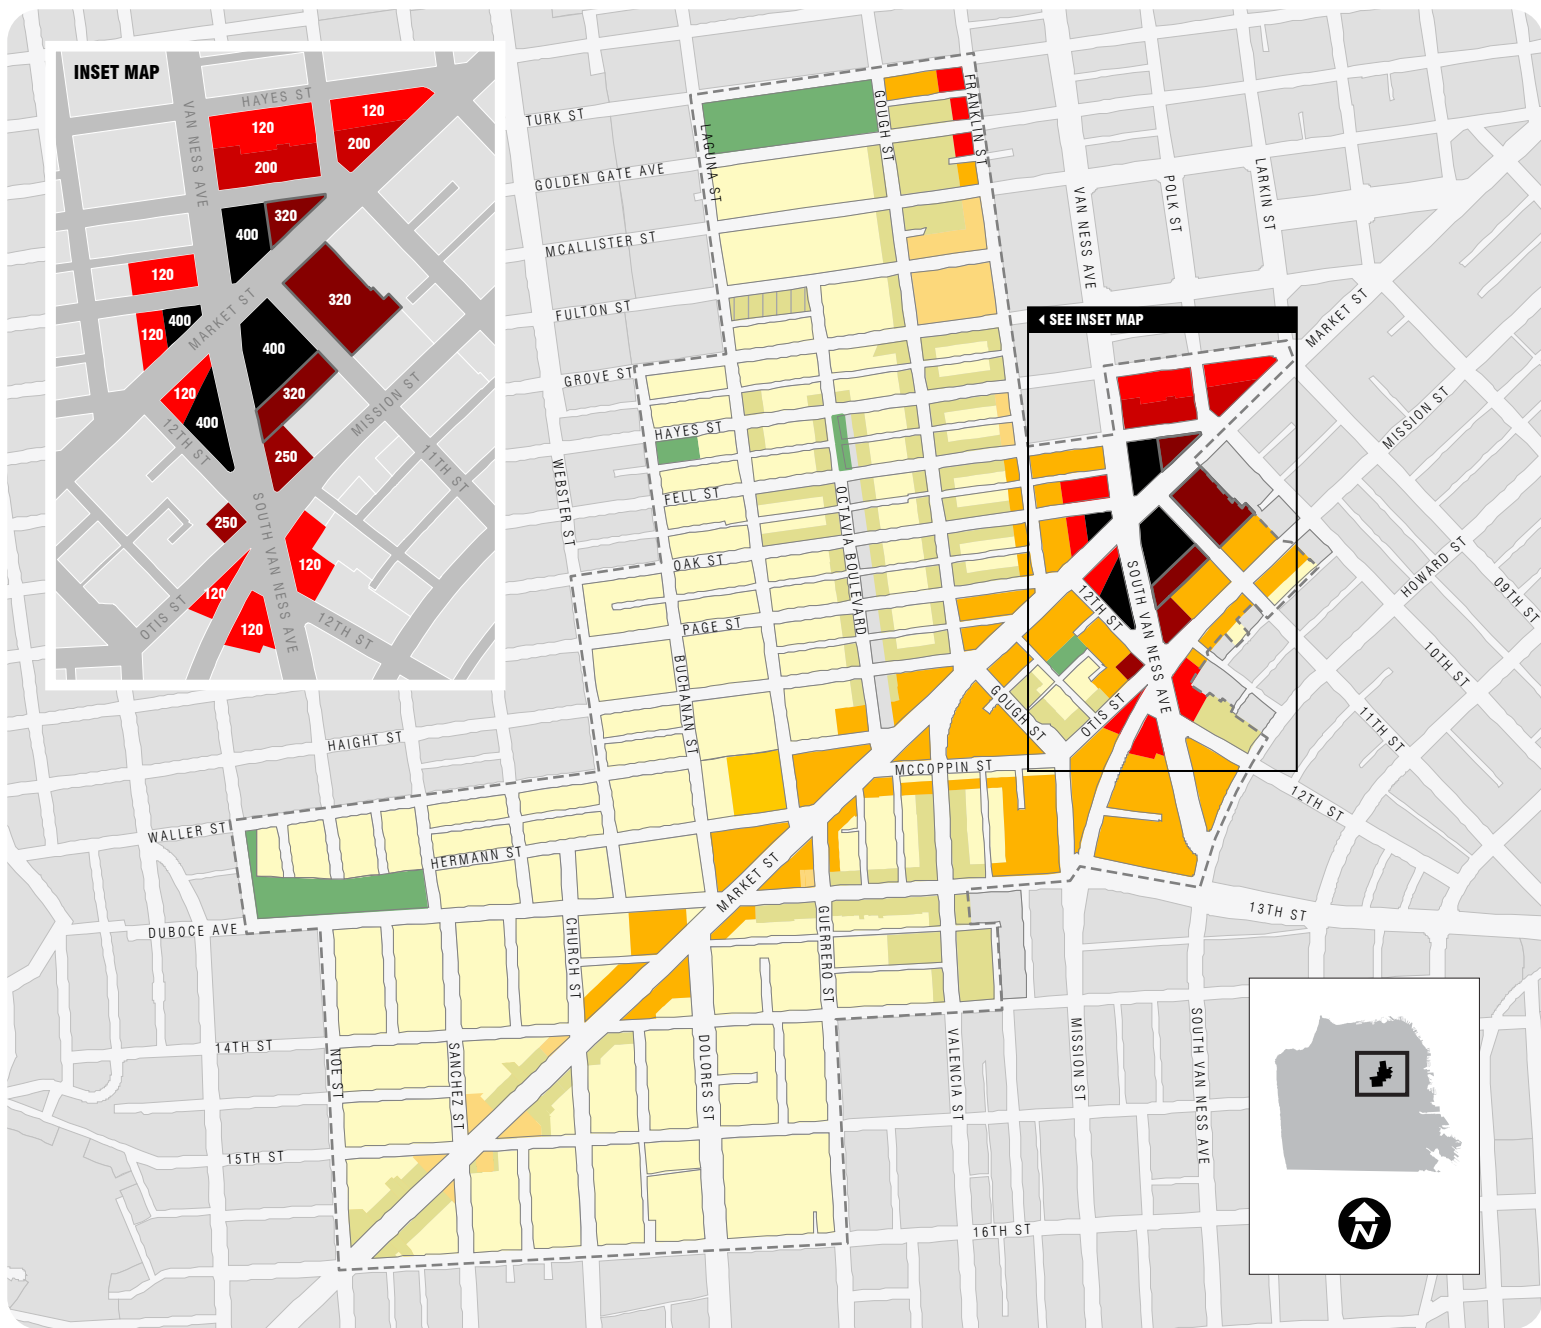 INSET MAP
HAYES ST
VAN NESS AVE
120
120
200
200
320
400
120
320
400
120
MARKET ST
400
120
320
400
MISSION ST
12TH ST
250
11TH ST
250
SOUTH VAN NESS AVE
120
120
OTIS ST
120
12TH ST
TURK ST
GOLDEN GATE AVE
MCALLISTER ST
FULTON ST
GROVE ST
HAYES ST
FELL ST
OAK ST
PAGE ST
HAIGHT ST
WALLER ST
HERMANN ST
DUBOCE AVE
14TH ST
15TH ST
16TH ST
LAGUNA ST
GOUGH ST
FRANKLIN ST
VAN NESS AVE
POLK ST
LARKIN ST
SEE INSET MAP
MARKET ST
MISSION ST
HOWARD ST
09TH ST
10TH ST
11TH ST
12TH ST
13TH ST
WEBSTER ST
OCTAVIA BOULEVARD
BUCHANAN ST
12TH ST
SOUTH VAN NESS AVE
GOUGH ST
OTIS ST
MCCOPPIN ST
MARKET ST
CHURCH ST
GUERRERO ST
NOE ST
SANCHEZ ST
DOLORES ST
VALENCIA ST
MISSION ST
SOUTH VAN NESS AVE
N